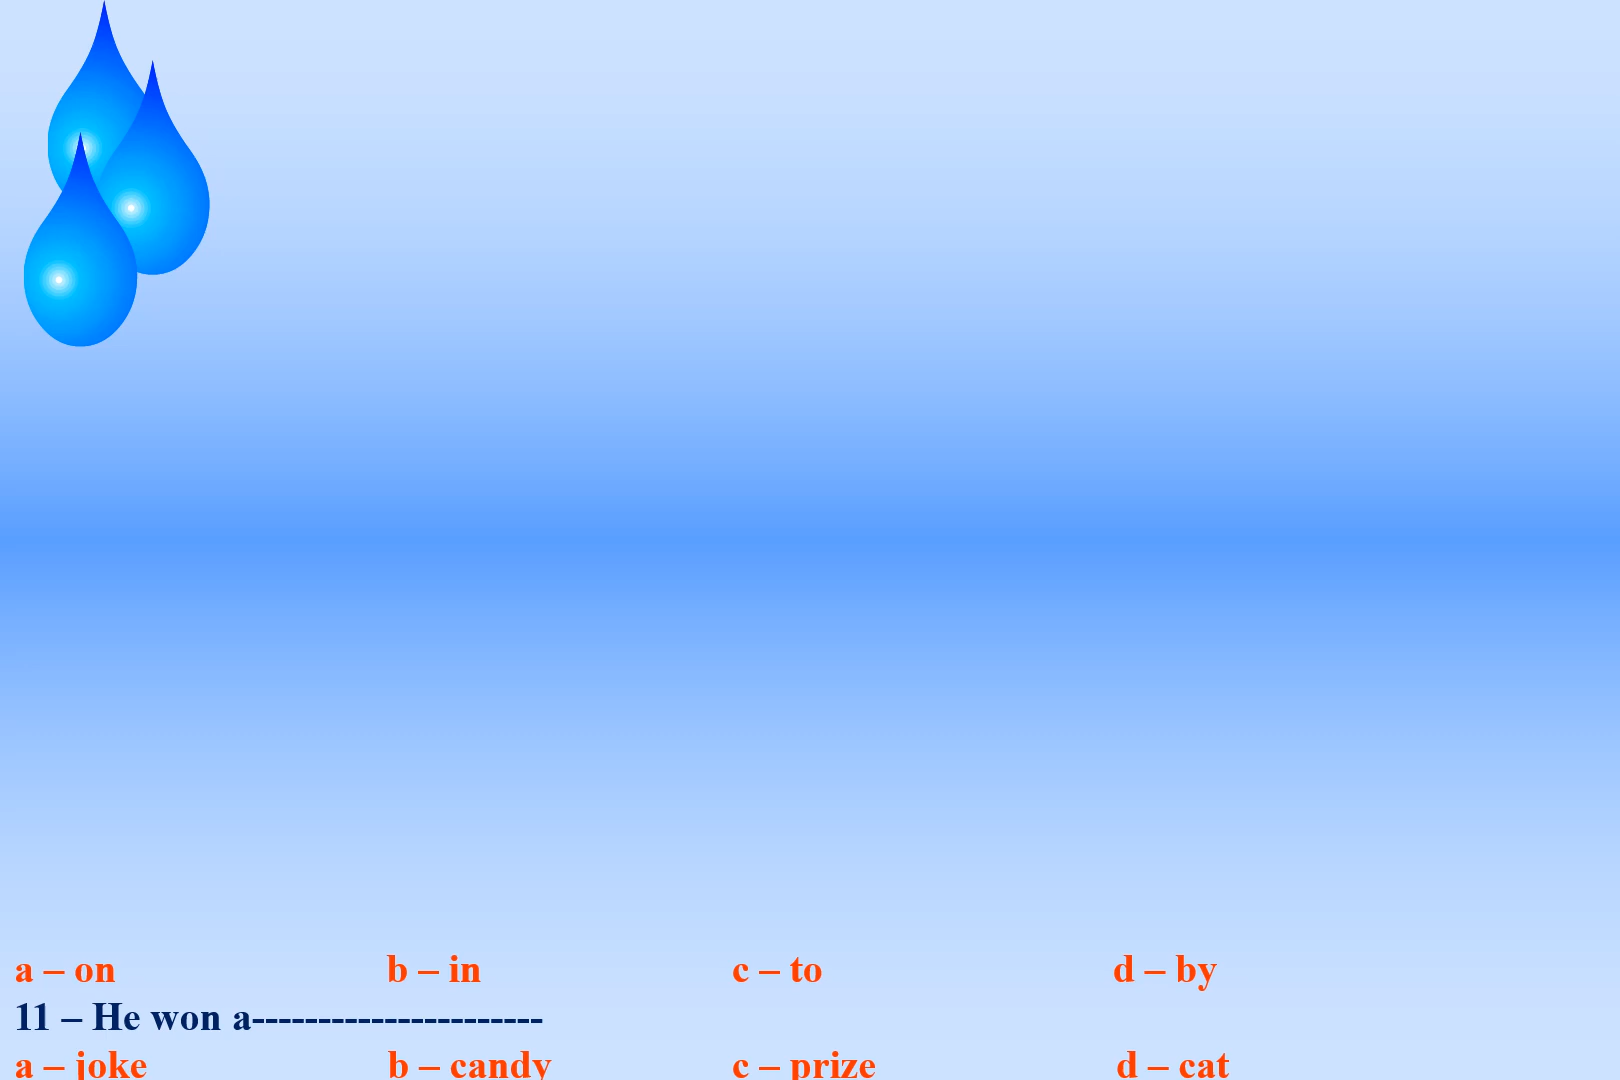 a – on b – in c – to d – by
11 – He won a----------------------
a – joke b – candy c – prize d – cat